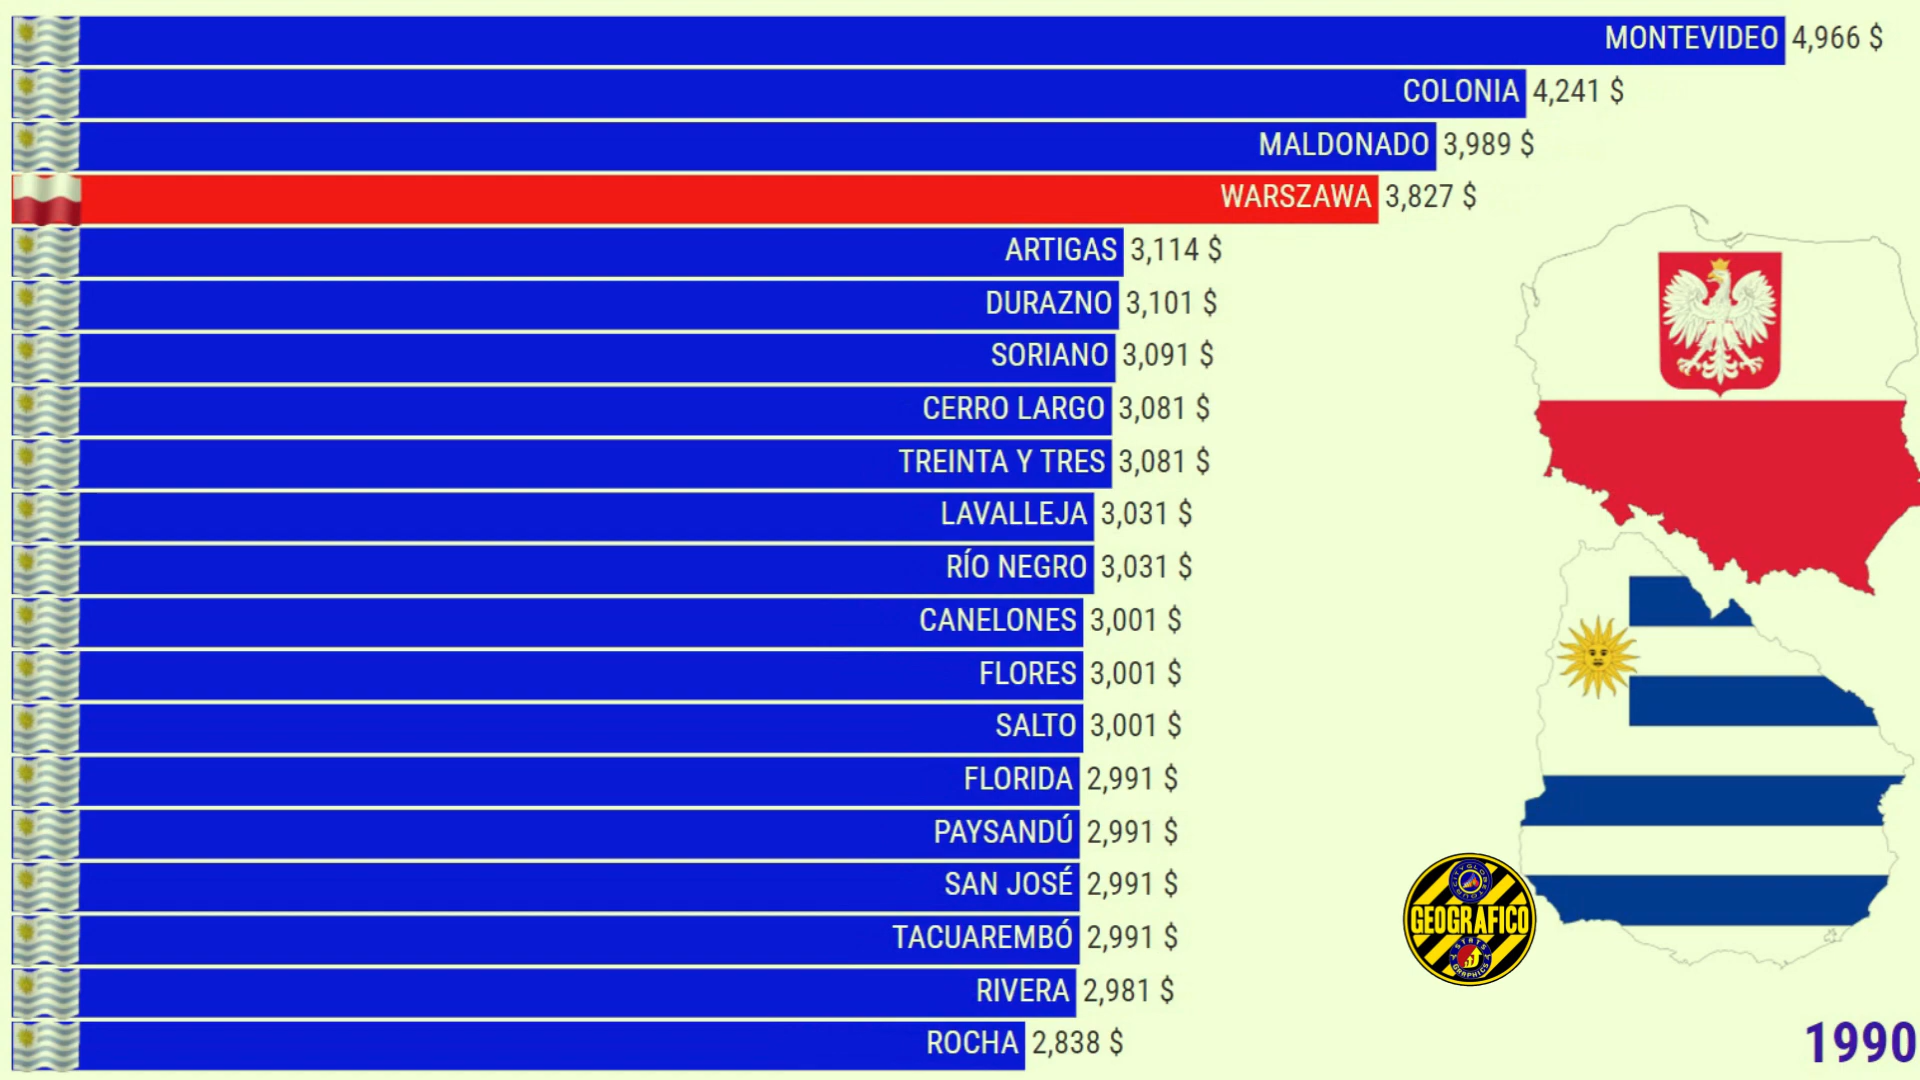 MONTEVIDEO 4,966 $
COLONIA 4,241 $
MALDONADO 3,989 $
WARSZAWA 3,827 $
ARTIGAS 3,114 $
DURAZNO 3,101 $
SORIANO 3,091 $
CERRO LARGO 3,081 $
TREINTA Y TRES 3,081 $
LAVALLEJA 3,031 $
RÍO NEGRO 3,031 $
CANELONES 3,001 $
FLORES 3,001 $
SALTO 3,001 $
FLORIDA 2,991 $
PAYSANDÚ 2,991 $
SAN JOSÉ 2,991 $
GEOGRAFICO
STATS
GRAPHICS
TACUAREMBÓ 2,991 $
RIVERA 2,981 $
ROCHA 2,838 $
1990